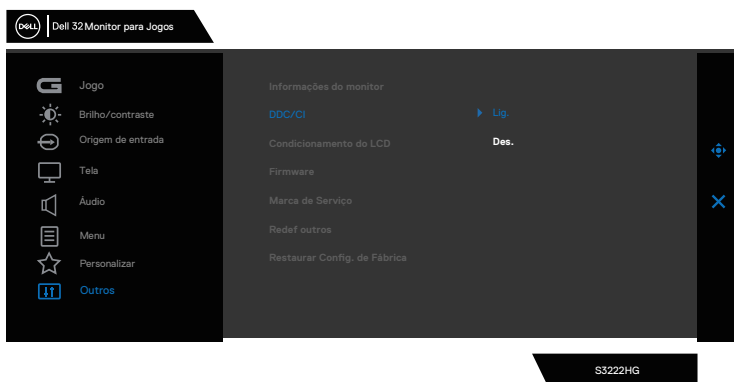 DELL Dell 32 Monitor para Jogos
Jogo
Brilho/contraste
Origem de entrada
Tela
Áudio
Menu
Personalizar
Outros
Informações do monitor
DDC/CI Lig.
Condicionamento do LCD Des.
Firmware
Marca de Serviço
Redef outros
Restaurar Config. de Fábrica
S3222HG